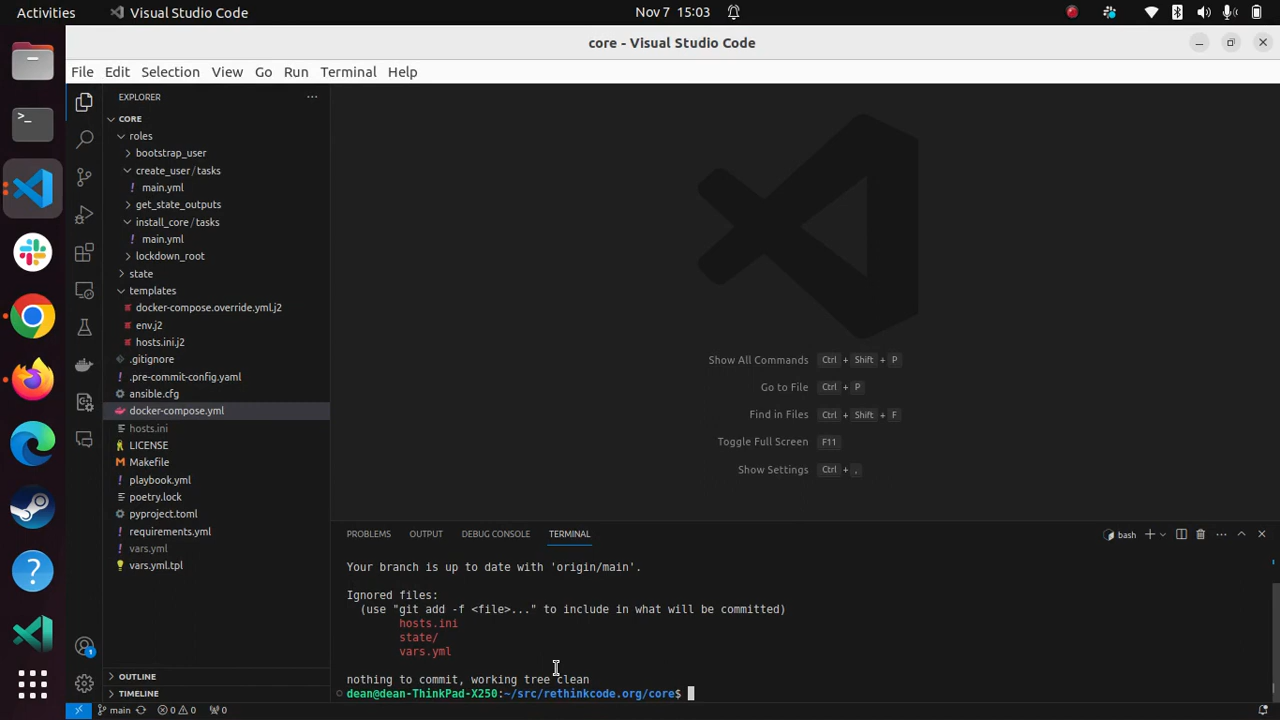 Activities
Visual Studio Code
Nov 7 15:03
core - Visual Studio Code
File Edit Selection View Go Run Terminal Help
EXPLORER
CORE
roles
bootstrap_user
create_user / tasks
main.yml
get_state_outputs
install_core / tasks
main.yml
lockdown_root
state
templates
docker-compose.override.yml.j2
env.j2
hosts.ini.j2
.gitignore
.pre-commit-config.yaml
ansible.cfg
docker-compose.yml
hosts.ini
LICENSE
Makefile
playbook.yml
poetry.lock
pyproject.toml
requirements.yml
vars.yml
vars.yml.tpl
OUTLINE
TIMELINE
Show All Commands Ctrl + Shift + P
Go to File Ctrl + P
Find in Files Ctrl + Shift + F
Toggle Full Screen F11
Show Settings Ctrl + ,
PROBLEMS OUTPUT DEBUG CONSOLE TERMINAL
bash
Your branch is up to date with 'origin/main'.
Ignored files:
(use "git add -f <file>..." to include in what will be committed)
hosts.ini
state/
vars.yml
nothing to commit, working tree clean
dean@dean-ThinkPad-X250:~/src/rethinkcode.org/core$
main 0 0 0
1